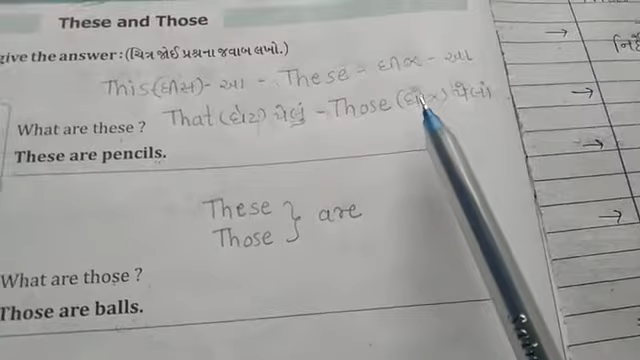 These and Those
give the answer : (ચિત્ર જોઈ પ્રશ્નના જવાબ લખો.)
This (ધીસ) - આ - These - ધીઝ - આ
What are these ? That (ધેટ) પેલું - Those (ધોઝ) પેલાં
These are pencils.
These } are
Those
What are those ?
Those are balls.